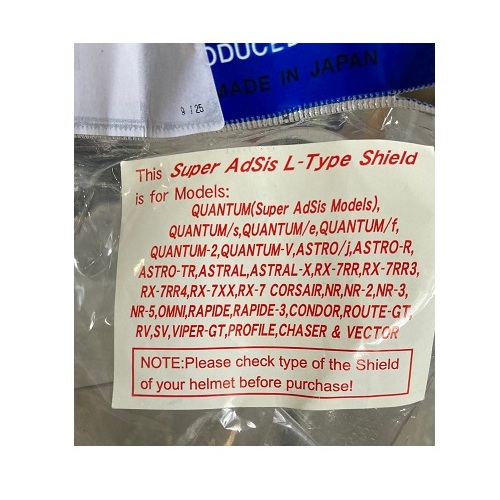 ODUCED
MADE IN JAPAN
9 / 25
This Super AdSis L-Type Shield
is for Models:
QUANTUM(Super AdSis Models),
QUANTUM/s,QUANTUM/e,QUANTUM/f,
QUANTUM-2,QUANTUM-V,ASTRO/j,ASTRO-R,
ASTRO-TR,ASTRAL,ASTRAL-X,RX-7RR,RX-7RR3,
RX-7RR4,RX-7XX,RX-7 CORSAIR,NR,NR-2,NR-3,
NR-5,OMNI,RAPIDE,RAPIDE-3,CONDOR,ROUTE-GT,
RV,SV,VIPER-GT,PROFILE,CHASER & VECTOR
NOTE:Please check type of the Shield
of your helmet before purchase!